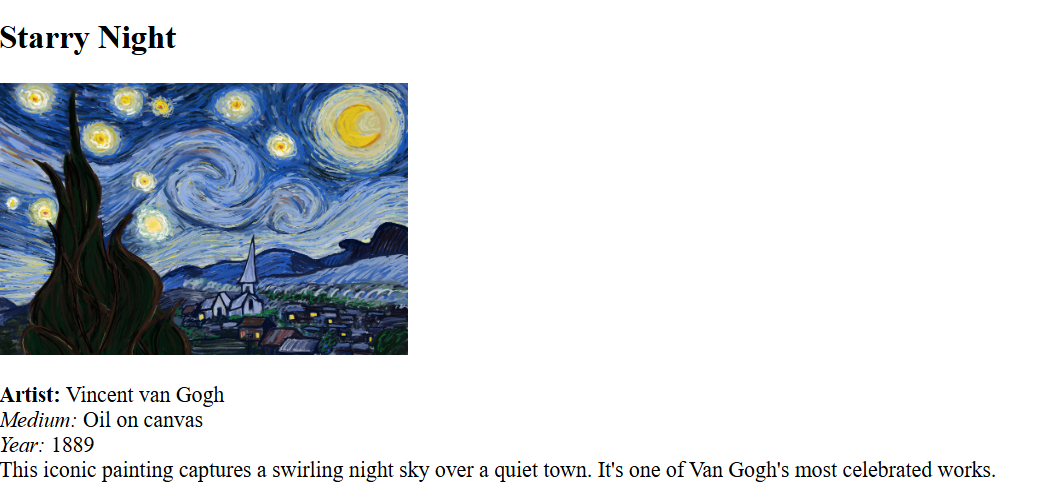 Starry Night
Artist: Vincent van Gogh
Medium: Oil on canvas
Year: 1889
This iconic painting captures a swirling night sky over a quiet town. It's one of Van Gogh's most celebrated works.